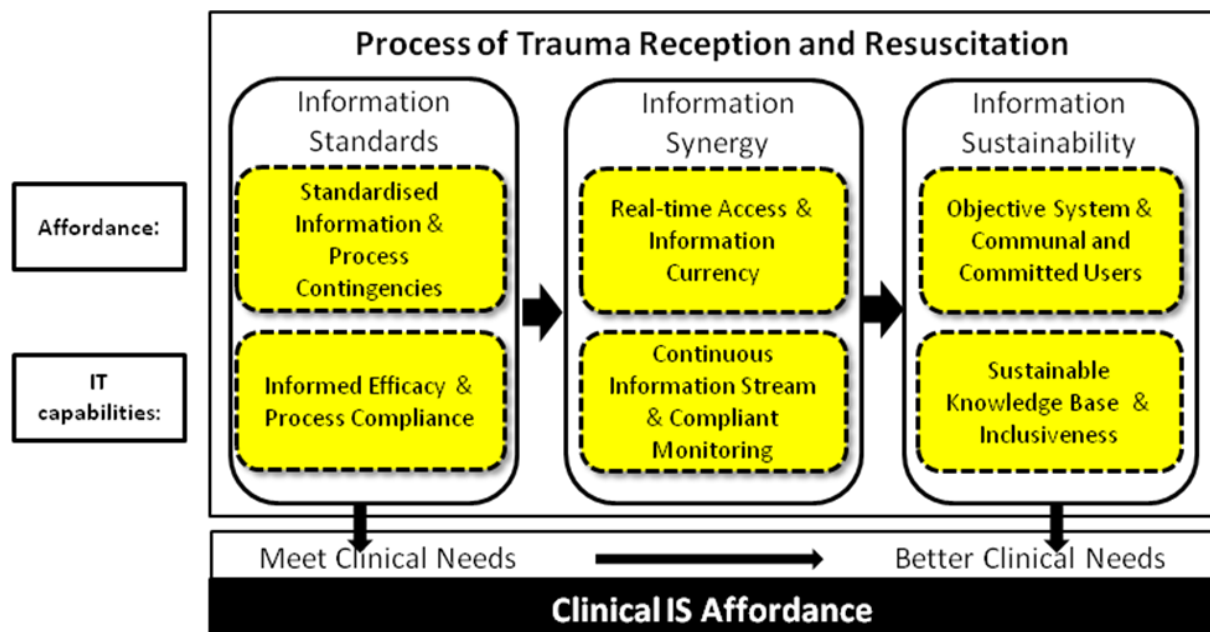 Process of Trauma Reception and Resuscitation
Information
Standards
Information
Synergy
Information
Sustainability
Affordance:
Standardised
Information &
Process
Contingencies
Real-time Access &
Information
Currency
Objective System &
Communal and
Committed Users
IT
capabilities:
Informed Efficacy &
Process Compliance
Continuous
Information Stream
& Compliant
Monitoring
Sustainable
Knowledge Base &
Inclusiveness
Meet Clinical Needs
Better Clinical Needs
Clinical IS Affordance